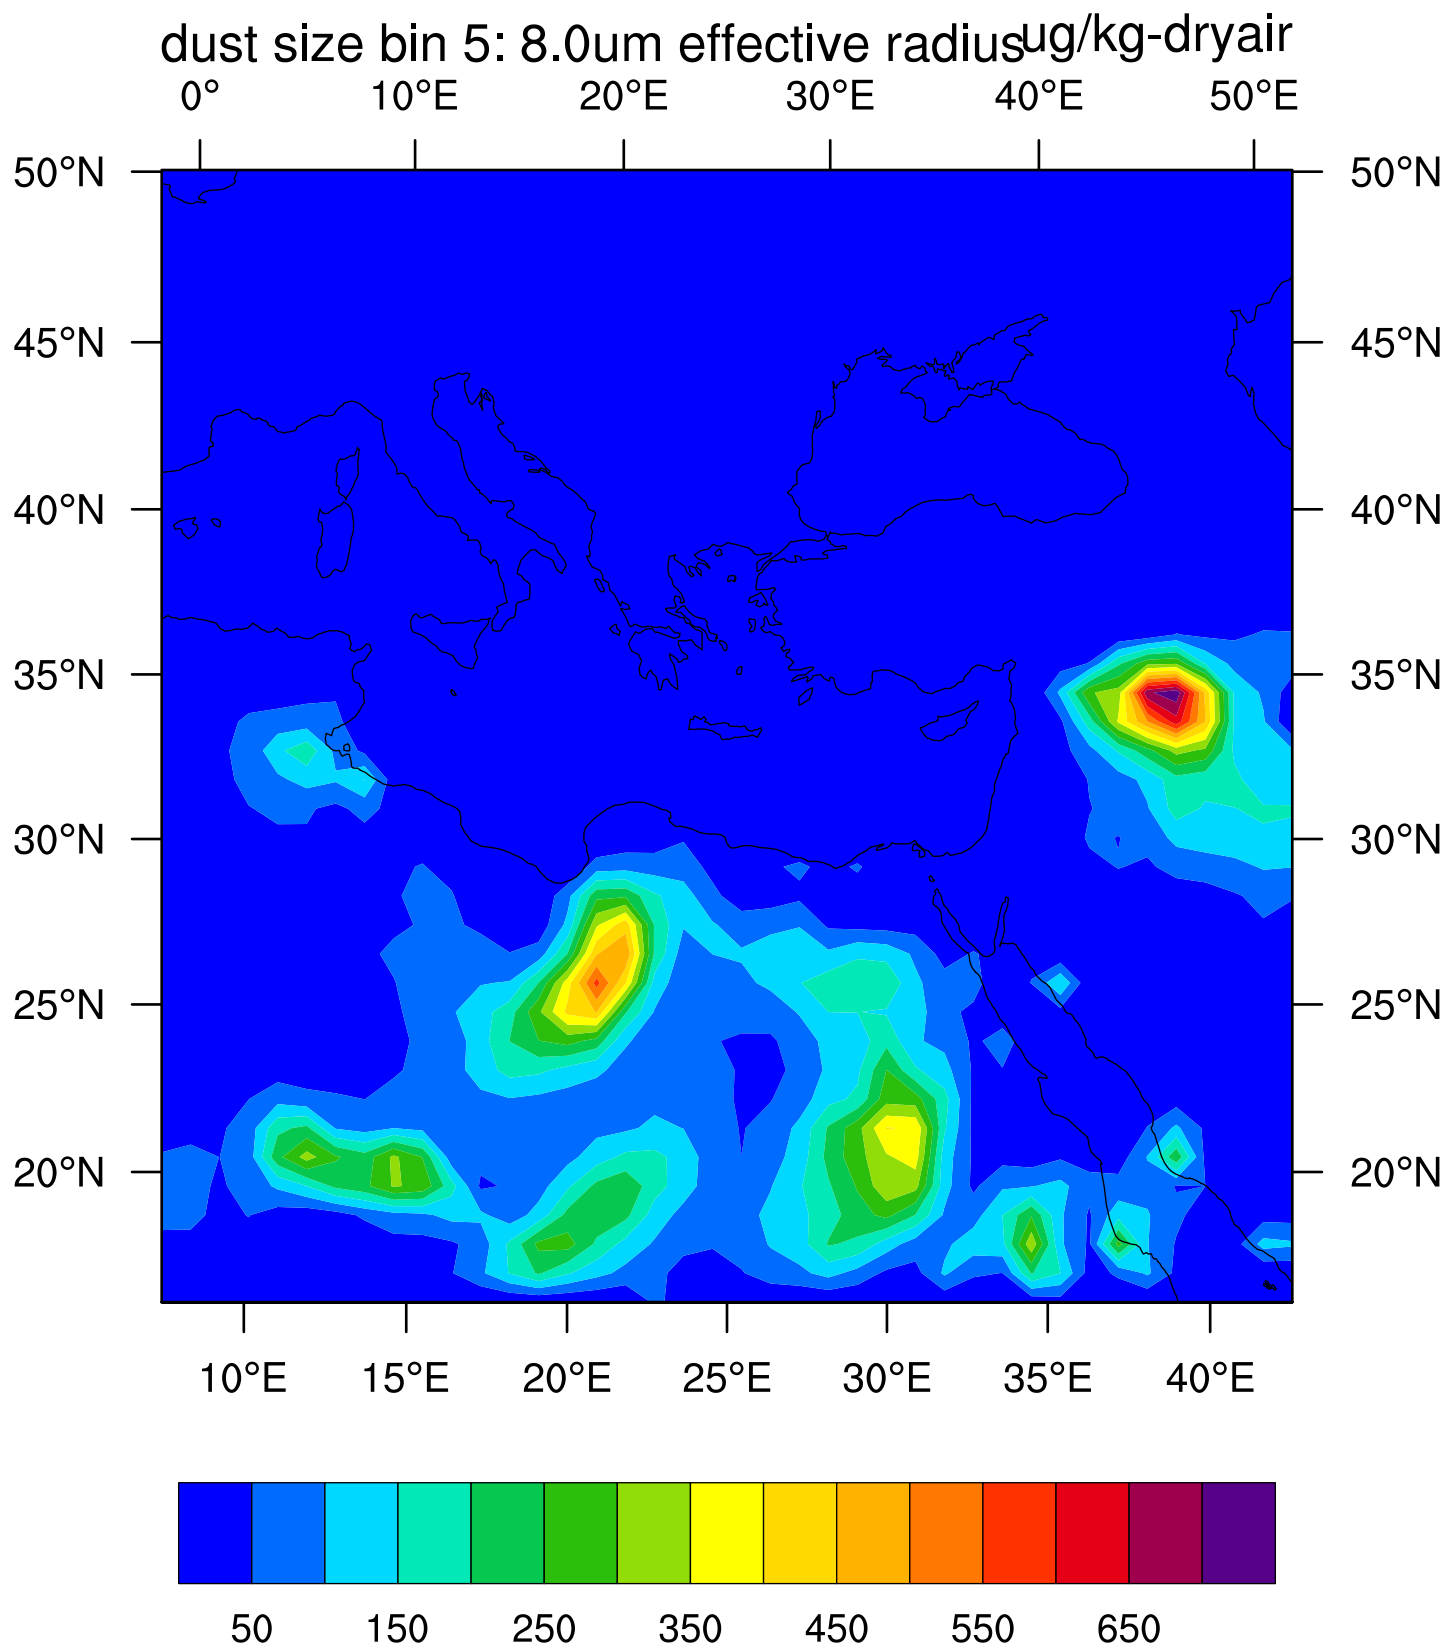 dust size bin 5: 8.0um effective radius ug/kg-dryair
0° 10°E 20°E 30°E 40°E 50°E
50°N 50°N
45°N 45°N
40°N 40°N
35°N 35°N
30°N 30°N
25°N 25°N
20°N 20°N
10°E 15°E 20°E 25°E 30°E 35°E 40°E
50 150 250 350 450 550 650